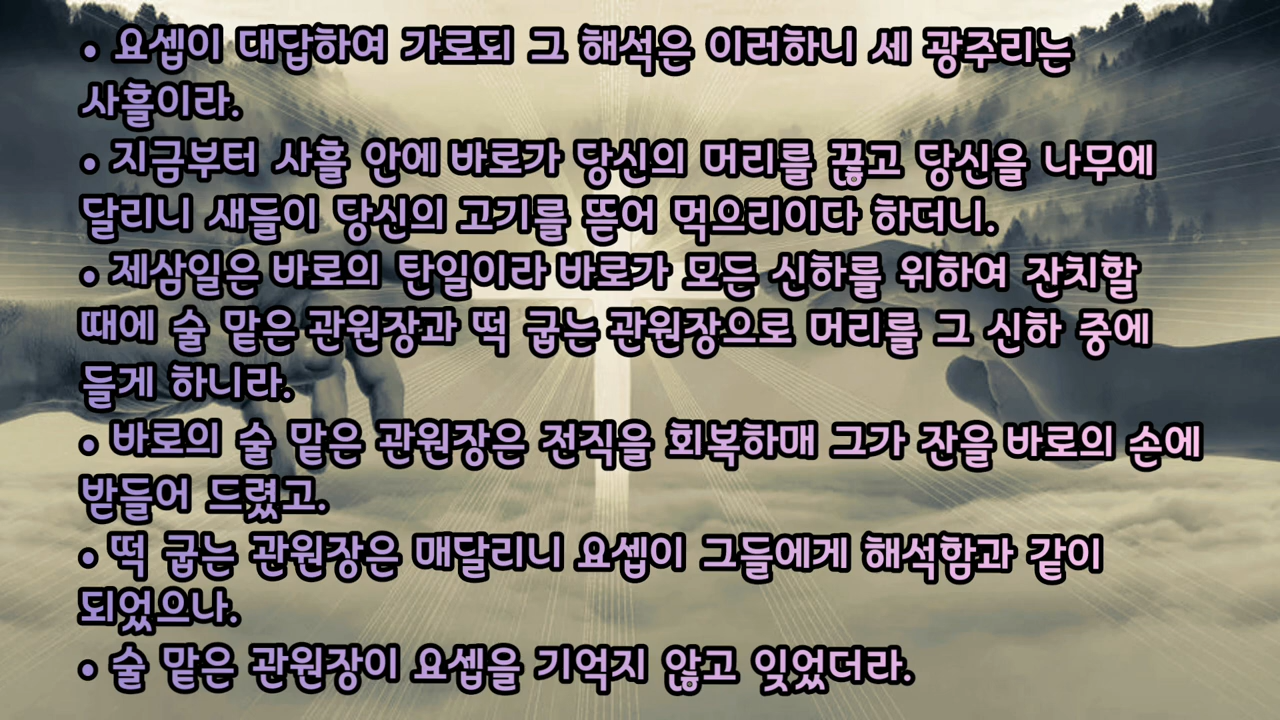 • 요셉이 대답하여 가로되 그 해석은 이러하니 세 광주리는
사흘이라.
• 지금부터 사흘 안에 바로가 당신의 머리를 끊고 당신을 나무에
달리니 새들이 당신의 고기를 뜯어 먹으리이다 하더니.
• 제삼일은 바로의 탄일이라 바로가 모든 신하를 위하여 잔치할
때에 술 맡은 관원장과 떡 굽는 관원장으로 머리를 그 신하 중에
들게 하니라.
• 바로의 술 맡은 관원장은 전직을 회복하매 그가 잔을 바로의 손에
받들어 드렸고.
• 떡 굽는 관원장은 매달리니 요셉이 그들에게 해석함과 같이
되었으나.
• 술 맡은 관원장이 요셉을 기억지 않고 잊었더라.